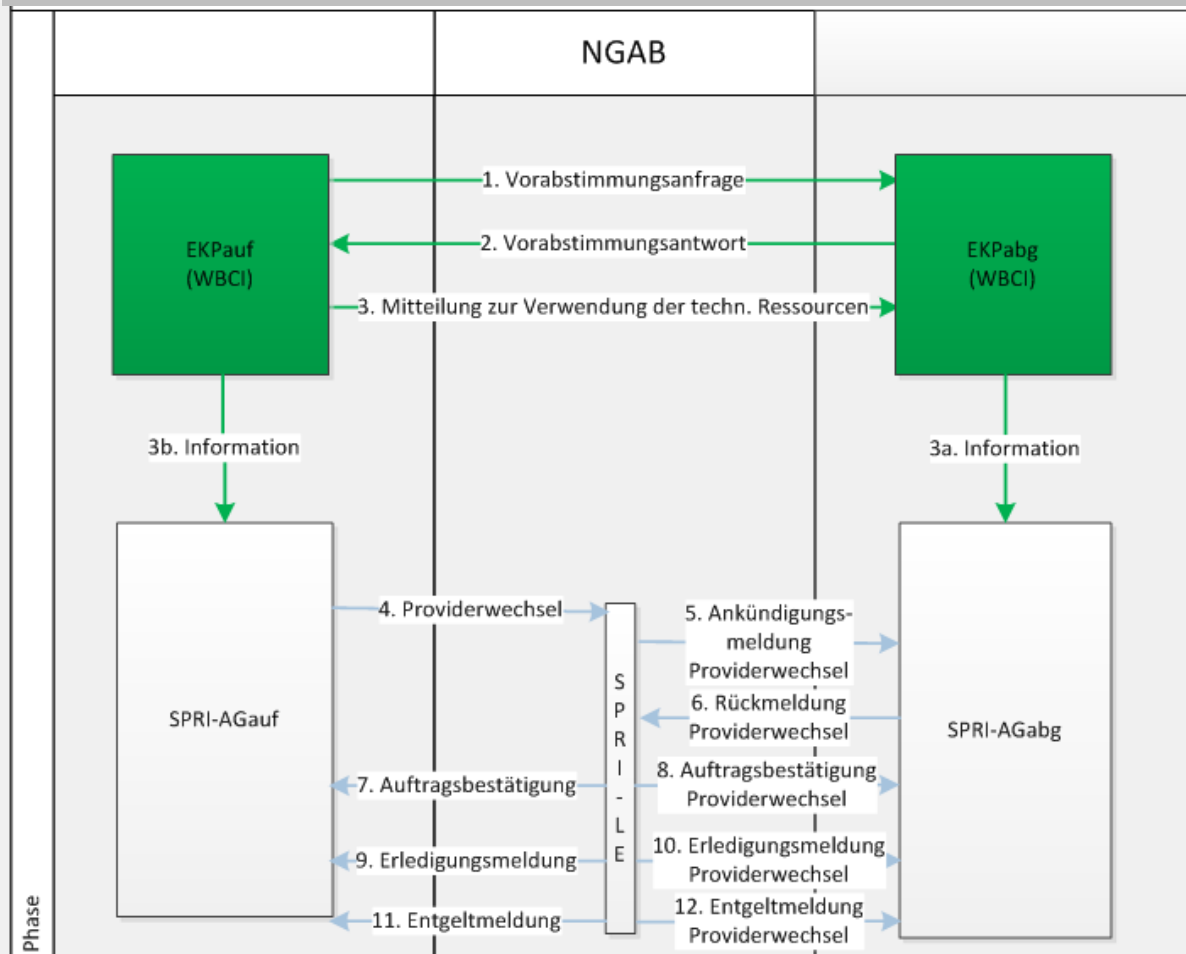 NGAB
1. Vorabstimmungsanfrage
EKPauf
(WBCI)
2. Vorabstimmungsantwort
EKPabg
(WBCI)
3. Mitteilung zur Verwendung der techn. Ressourcen
3b. Information
3a. Information
4. Providerwechsel
5. Ankündigungs-
meldung
Providerwechsel
S
P
R
I
-
L
E
6. Rückmeldung
Providerwechsel
SPRI-AGauf
SPRI-AGabg
7. Auftragsbestätigung
8. Auftragsbestätigung
Providerwechsel
9. Erledigungsmeldung
10. Erledigungsmeldung
Providerwechsel
11. Entgeltmeldung
12. Entgeltmeldung
Providerwechsel
Phase